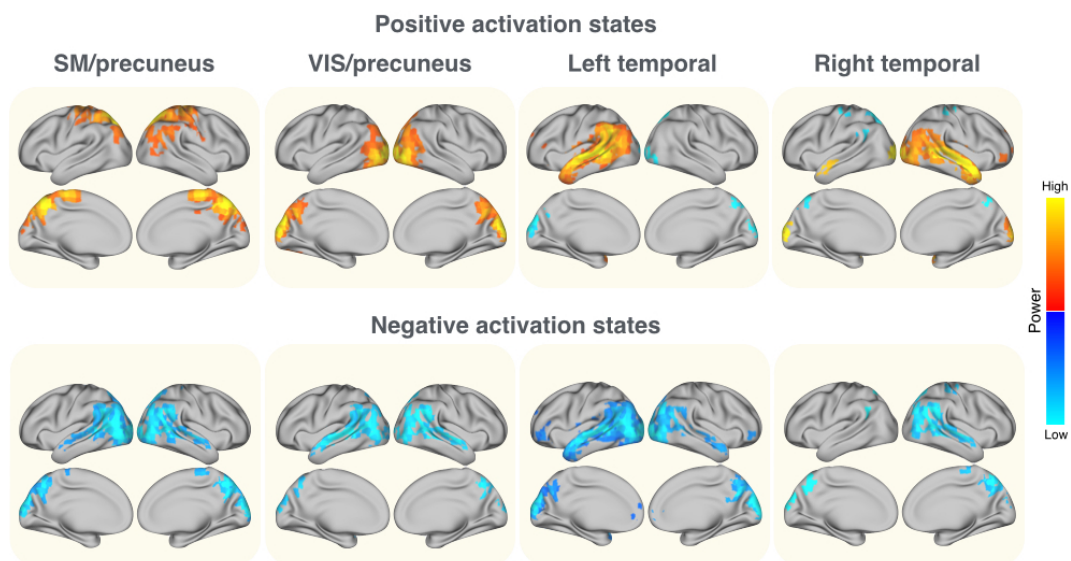 Positive activation states
SM/precuneus
VIS/precuneus
Left temporal
Right temporal
High
Power
Low
Negative activation states